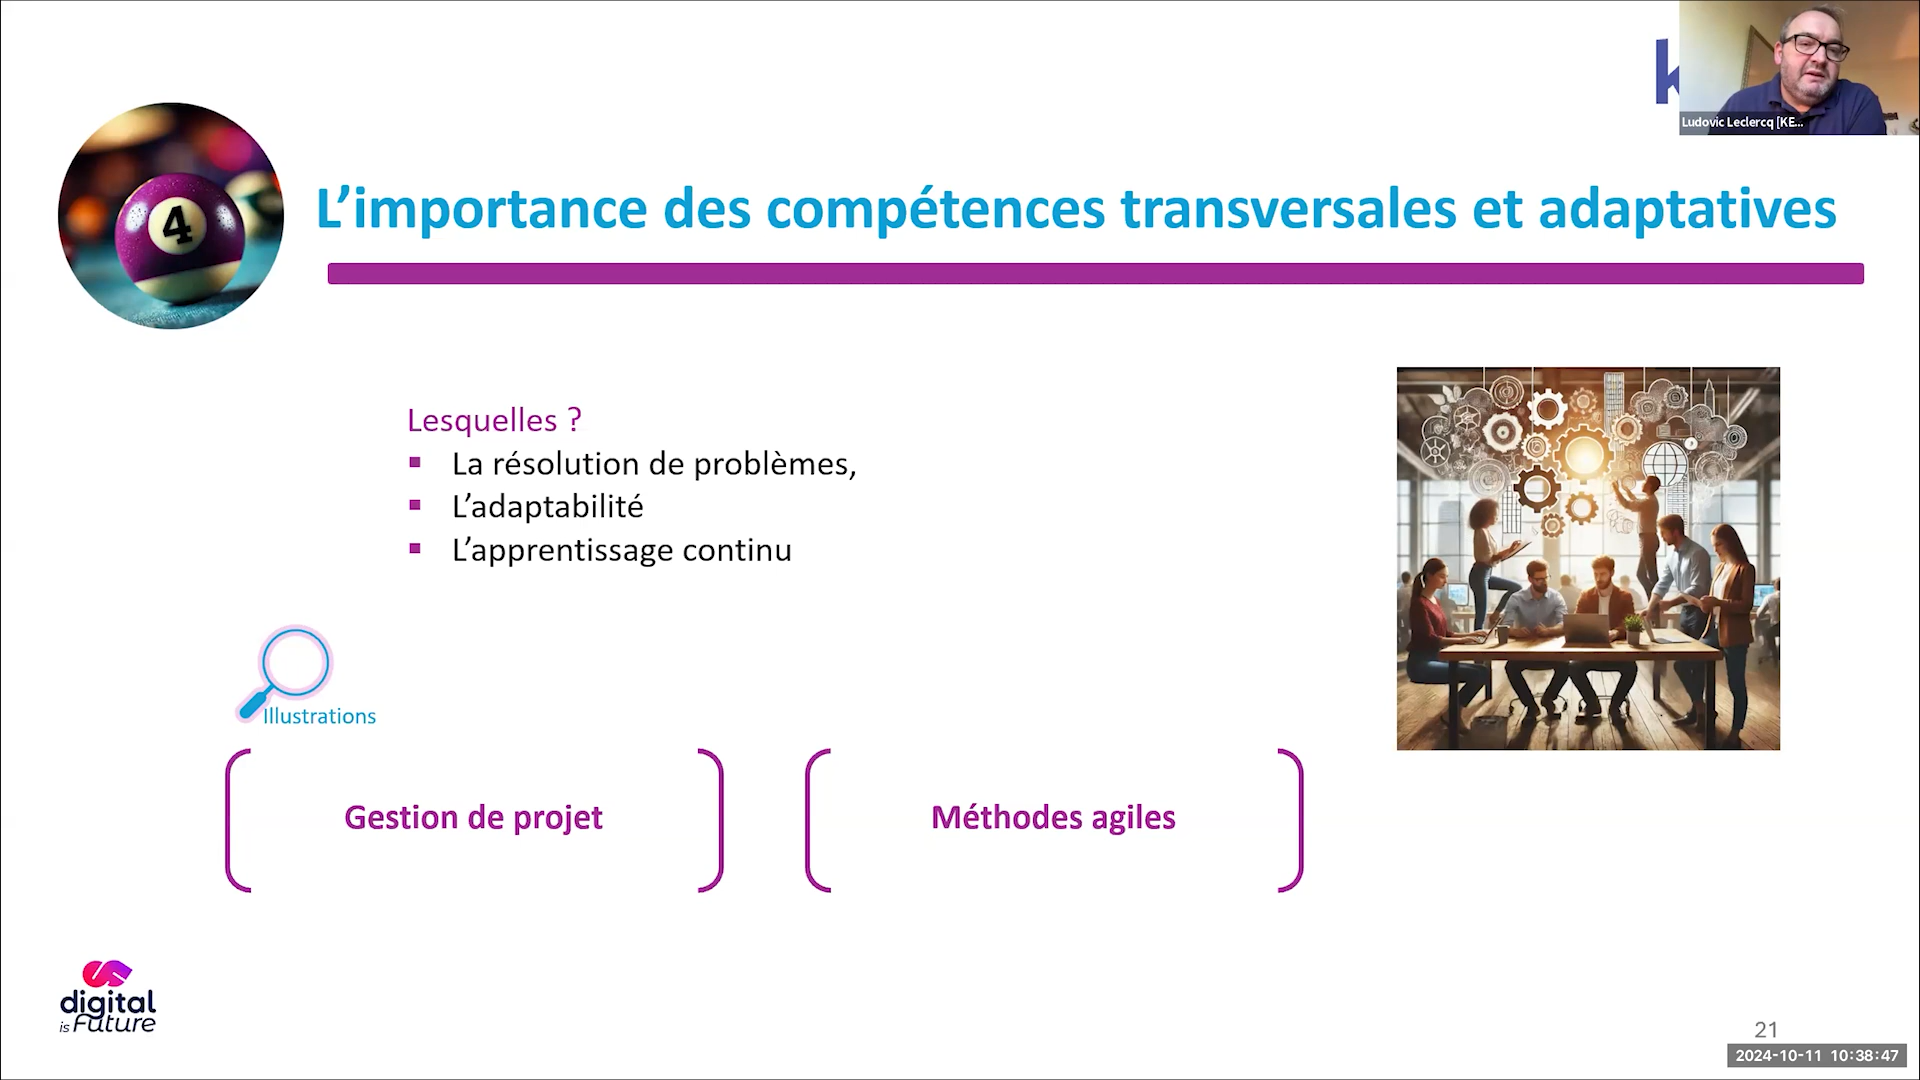 k
Ludovic Leclercq [KE...
4
L’importance des compétences transversales et adaptatives
Lesquelles ?
▪ La résolution de problèmes,
▪ L’adaptabilité
▪ L’apprentissage continu
Illustrations
Gestion de projet
Méthodes agiles
digital
is Future
21
2024-10-11 10:38:47